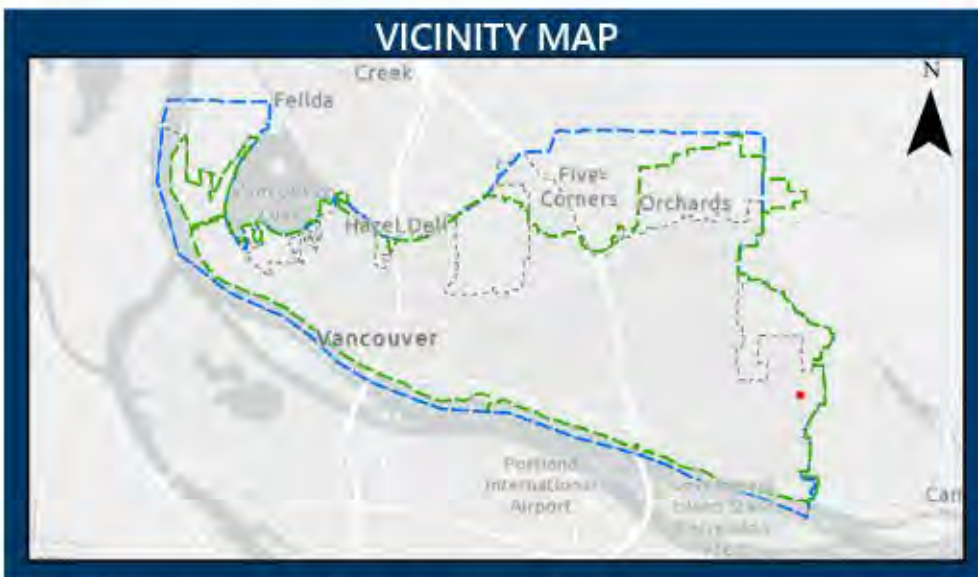 VICINITY MAP
N
Creek
Felida
Five
Corners
Orchards
Hazel Dell
Vancouver
Portland
International
Airport